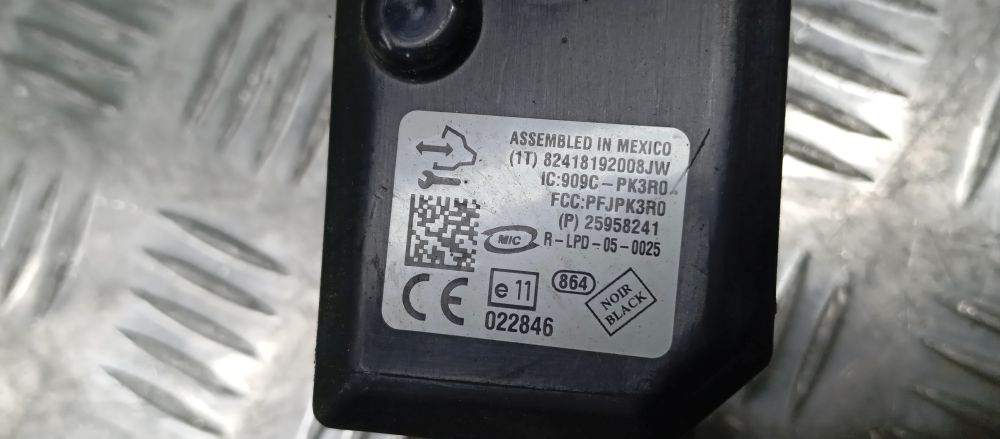 ASSEMBLED IN MEXICO
(1T) 82418192008JW
IC:909C-PK3R0
FCC:PFJPK3R0
(P) 25958241
MIC R-LPD-05-0025
CE e11 864 NOIR
BLACK
022846